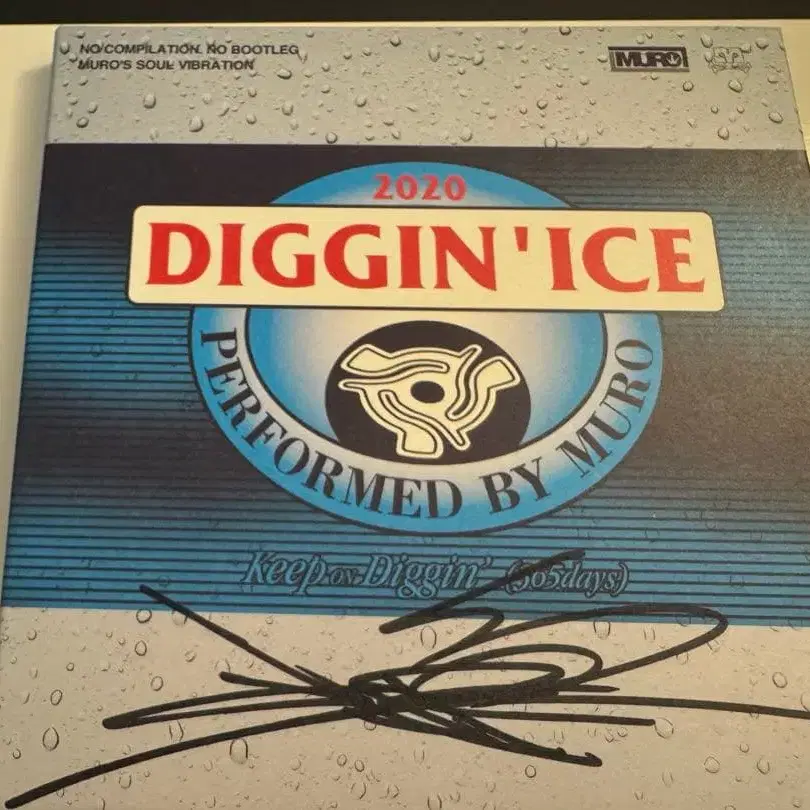 NO COMPILATION. NO BOOTLEG
MURO'S SOUL VIBRATION
MURO
2020
DIGGIN' ICE
PERFORMED BY MURO
Keep on Diggin' (365days)